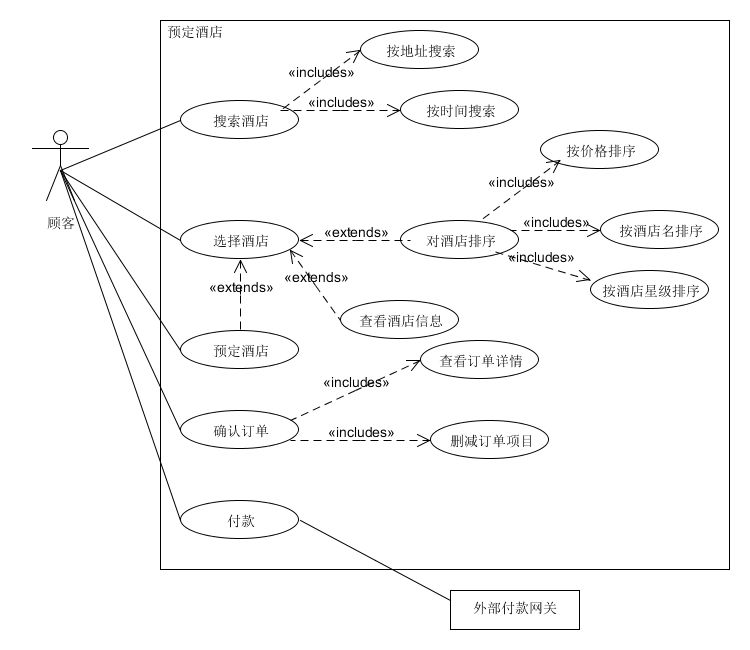 预定酒店
按地址搜索
«includes»
搜索酒店
«includes»
按时间搜索
按价格排序
«includes»
顾客
选择酒店
«extends»
对酒店排序
«includes»
按酒店名排序
«includes»
«extends»
«extends»
按酒店星级排序
查看酒店信息
预定酒店
查看订单详情
«includes»
确认订单
«includes»
删减订单项目
付款
外部付款网关